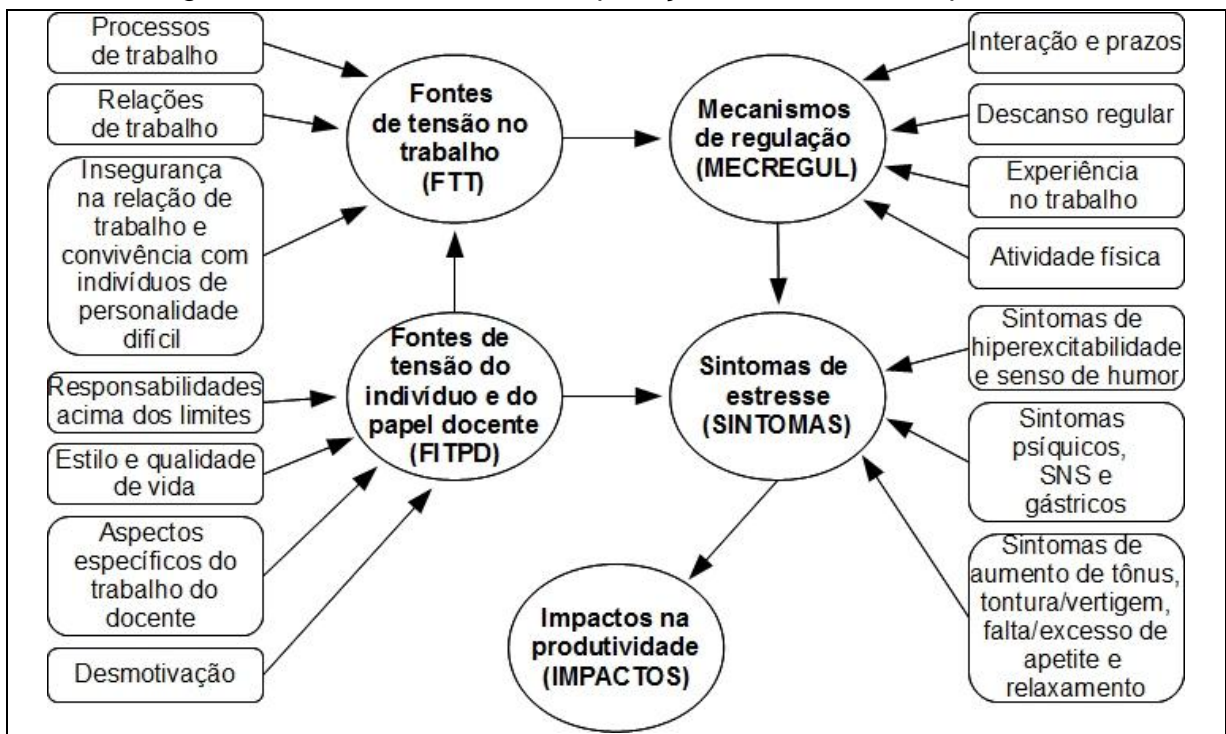 Processos
de trabalho
Relações
de trabalho
Insegurança
na relação de
trabalho e
convivência com
indivíduos de
personalidade
difícil
Responsabilidades
acima dos limites
Estilo e qualidade
de vida
Aspectos
específicos do
trabalho do
docente
Desmotivação
Fontes
de tensão no
trabalho
(FTT)
Fontes de
tensão do
indivíduo e do
papel docente
(FITPD)
Mecanismos
de regulação
(MECREGUL)
Sintomas de
estresse
(SINTOMAS)
Impactos na
produtividade
(IMPACTOS)
Interação e prazos
Descanso regular
Experiência
no trabalho
Atividade física
Sintomas de
hiperexcitabilidade
e senso de humor
Sintomas
psíquicos,
SNS e
gástricos
Sintomas de
aumento de tônus,
tontura/vertigem,
falta/excesso de
apetite e
relaxamento